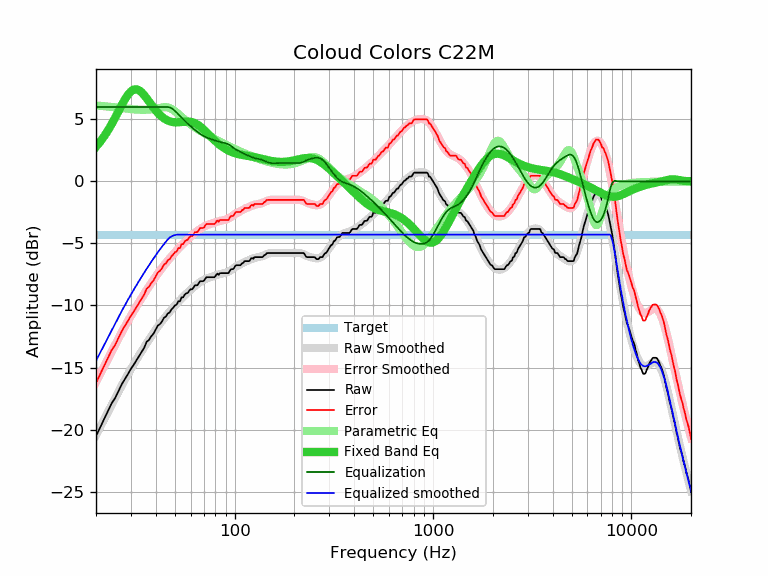 Coloud Colors C22M
Amplitude (dBr)
5
0
−5
−10
−15
−20
−25
Target
Raw Smoothed
Error Smoothed
Raw
Error
Parametric Eq
Fixed Band Eq
Equalization
Equalized smoothed
100 1000 10000
Frequency (Hz)